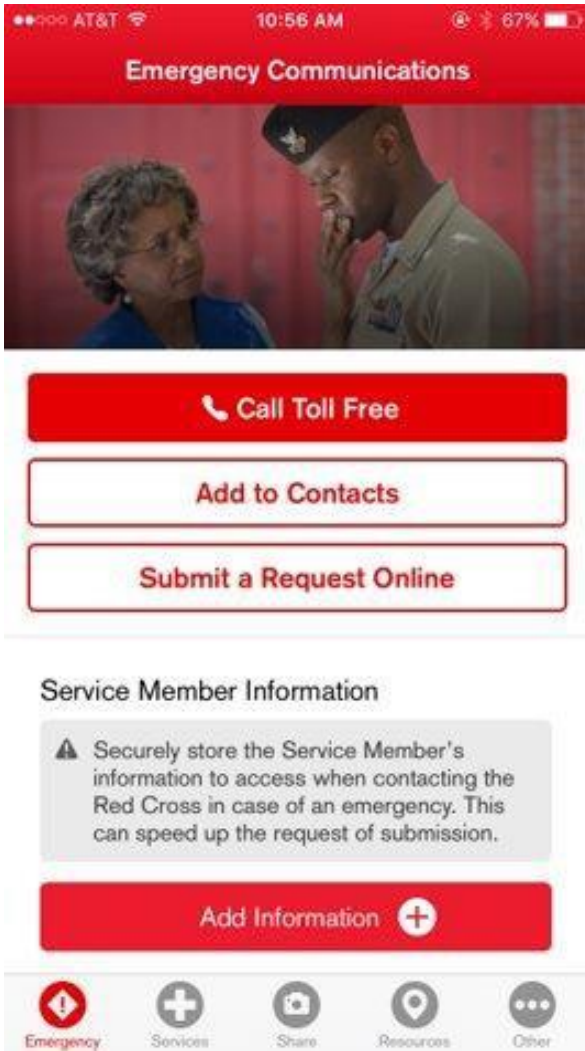 AT&T 10:56 AM 67%
Emergency Communications
Call Toll Free
Add to Contacts
Submit a Request Online
Service Member Information
Securely store the Service Member's
information to access when contacting the
Red Cross in case of an emergency. This
can speed up the request of submission.
Add Information
Emergency Services Share Resources Other